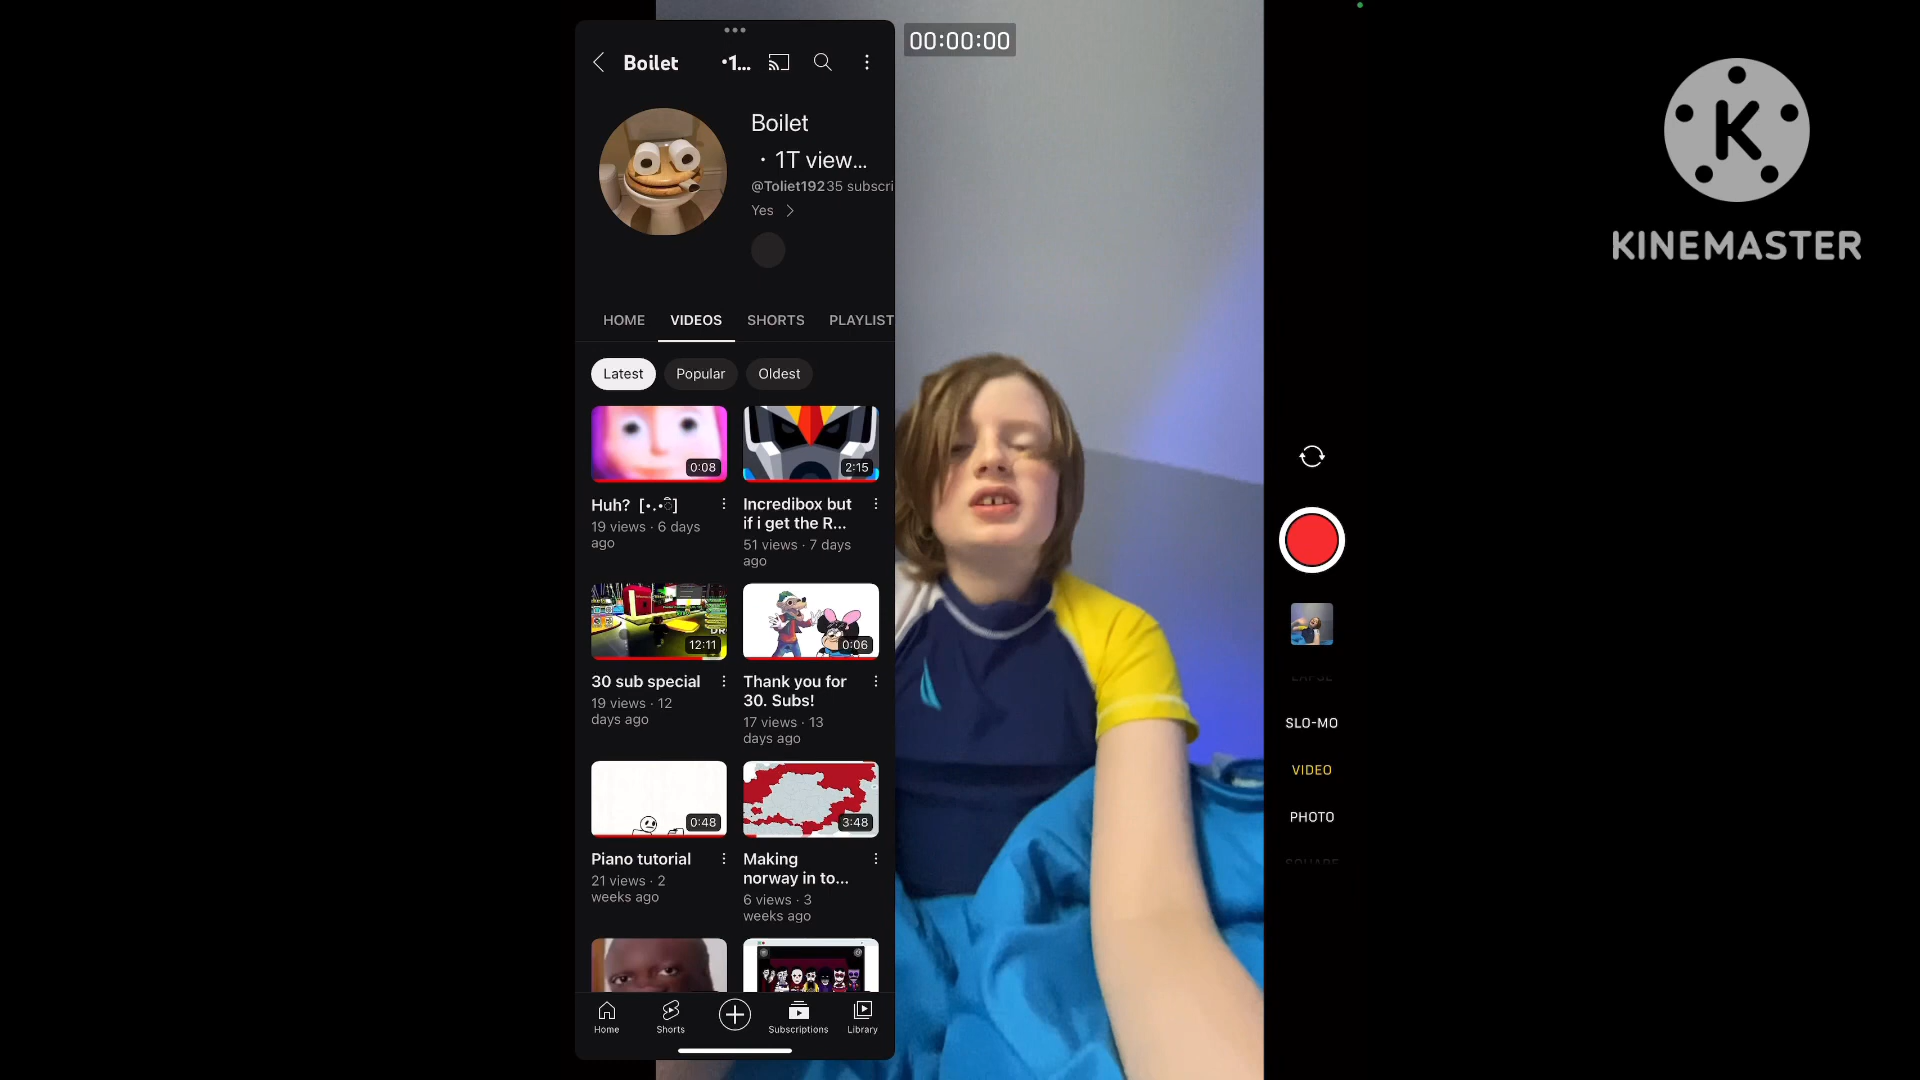 00:00:00
Boilet •1...
Boilet
・1T view...
@Toliet19235 subscri
Yes
HOME VIDEOS SHORTS PLAYLIST
Latest Popular Oldest
0:08
2:15
Huh? [•.•ི]
19 views · 6 days
ago
Incredibox but
if i get the R...
51 views · 7 days
ago
12:11
0:06
30 sub special
19 views · 12
days ago
Thank you for
30. Subs!
17 views · 13
days ago
0:48
3:48
Piano tutorial
21 views · 2
weeks ago
Making
norway in to...
6 views · 3
weeks ago
Home Shorts Subscriptions Library
SLO-MO
VIDEO
PHOTO
SQUARE
K
KINEMASTER